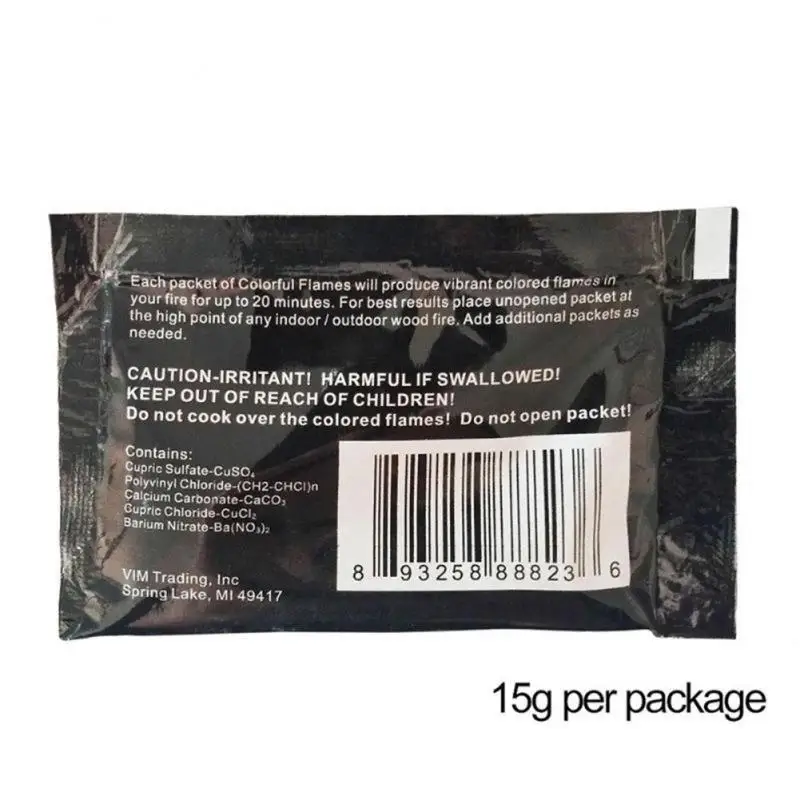 Each packet of Colorful Flames will produce vibrant colored flames in
your fire for up to 20 minutes. For best results place unopened packet at
the high point of any indoor / outdoor wood fire. Add additional packets as
needed.
CAUTION-IRRITANT! HARMFUL IF SWALLOWED!
KEEP OUT OF REACH OF CHILDREN!
Do not cook over the colored flames! Do not open packet!
Contains:
Cupric Sulfate-CuSO₄
Polyvinyl Chloride-(CH2-CHCl)n
Calcium Carbonate-CaCO₃
Cupric Chloride-CuCl₂
Barium Nitrate-Ba(NO₃)₂
VIM Trading, Inc
Spring Lake, MI 49417
8 93258 88823 6
15g per package